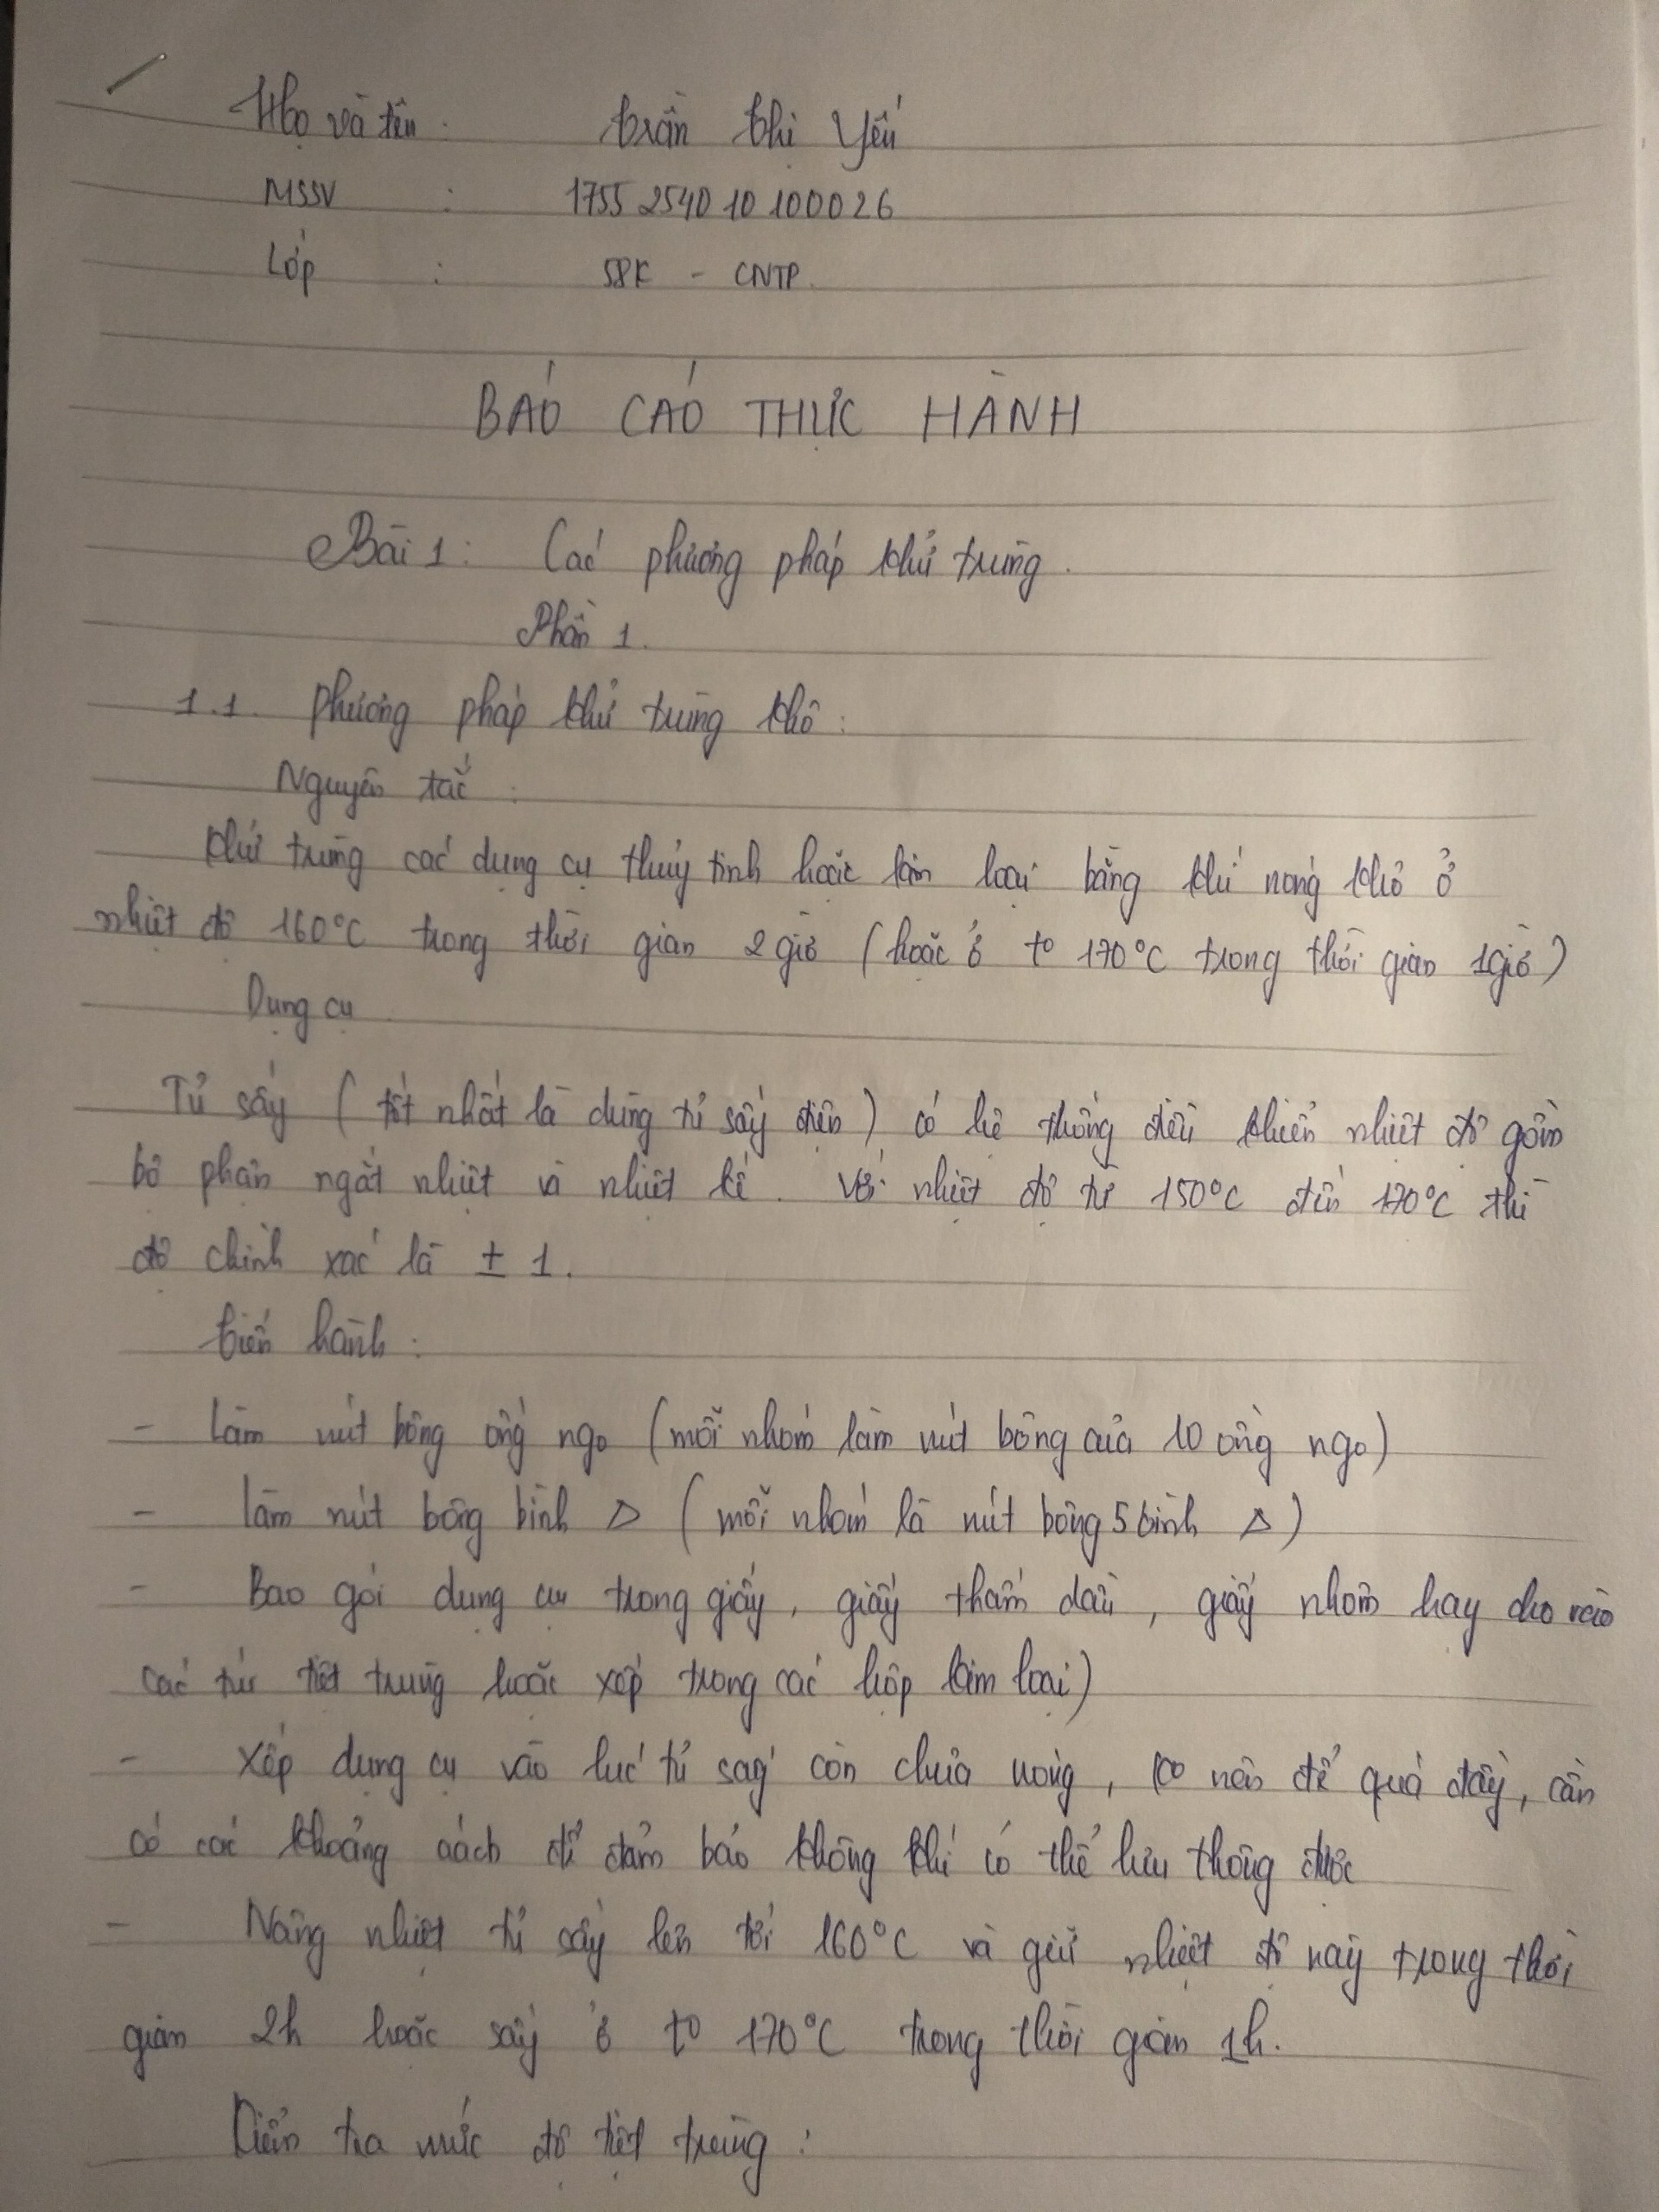 Họ và tên : Trần Thị Yến
MSSV : 1755 2540 10 100026
Lớp : 58K - CNTP.
BÁO CÁO THỰC HÀNH
Bài 1: Các phương pháp khử trùng.
Phần 1.
1.1. Phương pháp khử trùng khô :
Nguyên tắc :
Khử trùng các dụng cụ thủy tinh hoặc kim loại bằng khí nóng khô ở
nhiệt độ 160°C trong thời gian 2 giờ (hoặc ở t° 170°C trong thời gian 1 giờ)
Dụng cụ
Tủ sấy ( tốt nhất là dùng tủ sấy điện ) có hệ thống điều khiển nhiệt độ gồm
bộ phận ngắt nhiệt và nhiệt kế . Với nhiệt độ từ 150°C đến 170°C thì
độ chính xác là ± 1.
Tiến hành :
- Làm nút bông ống ngo (mỗi nhóm làm nút bông của 10 ống ngo)
- Làm nút bông bình △ ( mỗi nhóm là nút bông 5 bình △ )
- Bao gói dụng cụ trong giấy , giấy thấm dầu , giấy nhôm hay cho vào
các túi tiệt trùng hoặc xếp trong các hộp kim loại)
- Xếp dụng cụ vào lúc tủ sấy còn chưa nóng , ko nên để quá đầy, cần
có các khoảng cách để đảm bảo không khí có thể lưu thông được
- Nâng nhiệt tủ sấy lên tới 160°C và giữ nhiệt độ này trong thời
gian 2h hoặc sấy ở t° 170°C trong thời gian 1h.
Kiểm tra mức độ tiệt trùng :